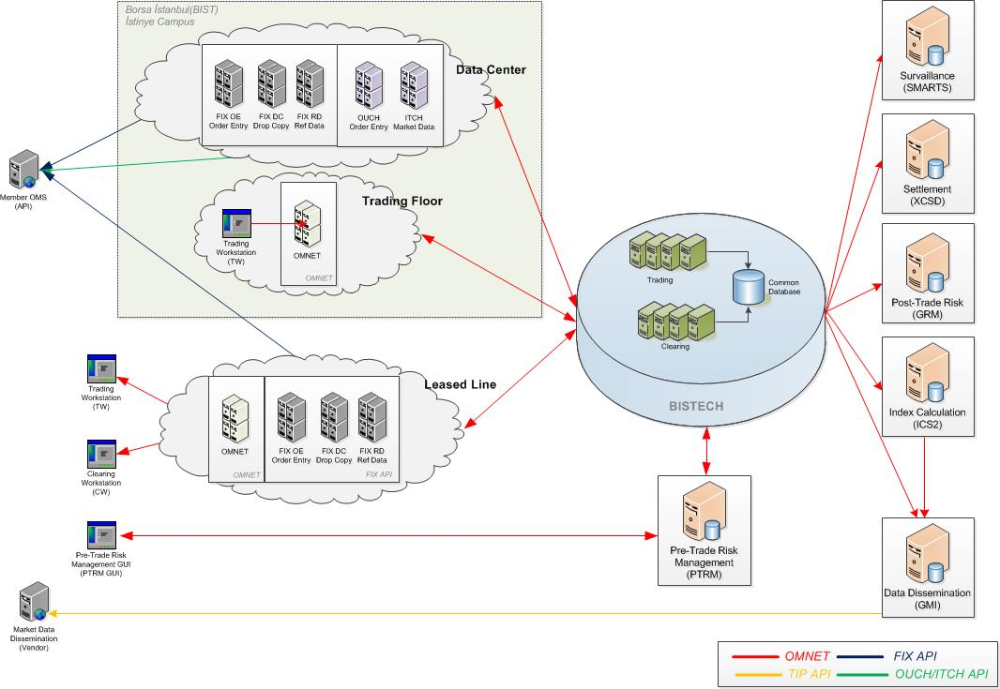 Borsa İstanbul(BIST)
İstinye Campus
Data Center
FIX OE
Order Entry
FIX DC
Drop Copy
FIX RD
Ref Data
OUCH
Order Entry
ITCH
Market Data
Member OMS
(API)
Trading Floor
Trading
Workstation
(TW)
OMNET
OMNET
Trading
Common
Database
Clearing
BISTECH
Survaillance
(SMARTS)
Settlement
(XCSD)
Post-Trade Risk
(GRM)
Index Calculation
(ICS2)
Leased Line
Trading
Workstation
(TW)
Clearing
Workstation
(CW)
OMNET
OMNET
FIX OE
Order Entry
FIX DC
Drop Copy
FIX RD
Ref Data
FIX API
Pre-Trade Risk
Management GUI
(PTRM GUI)
Pre-Trade Risk
Management
(PTRM)
Data Dissemination
(GMI)
Market Data
Dissemination
(Vendor)
OMNET
FIX API
TIP API
OUCH/ITCH API